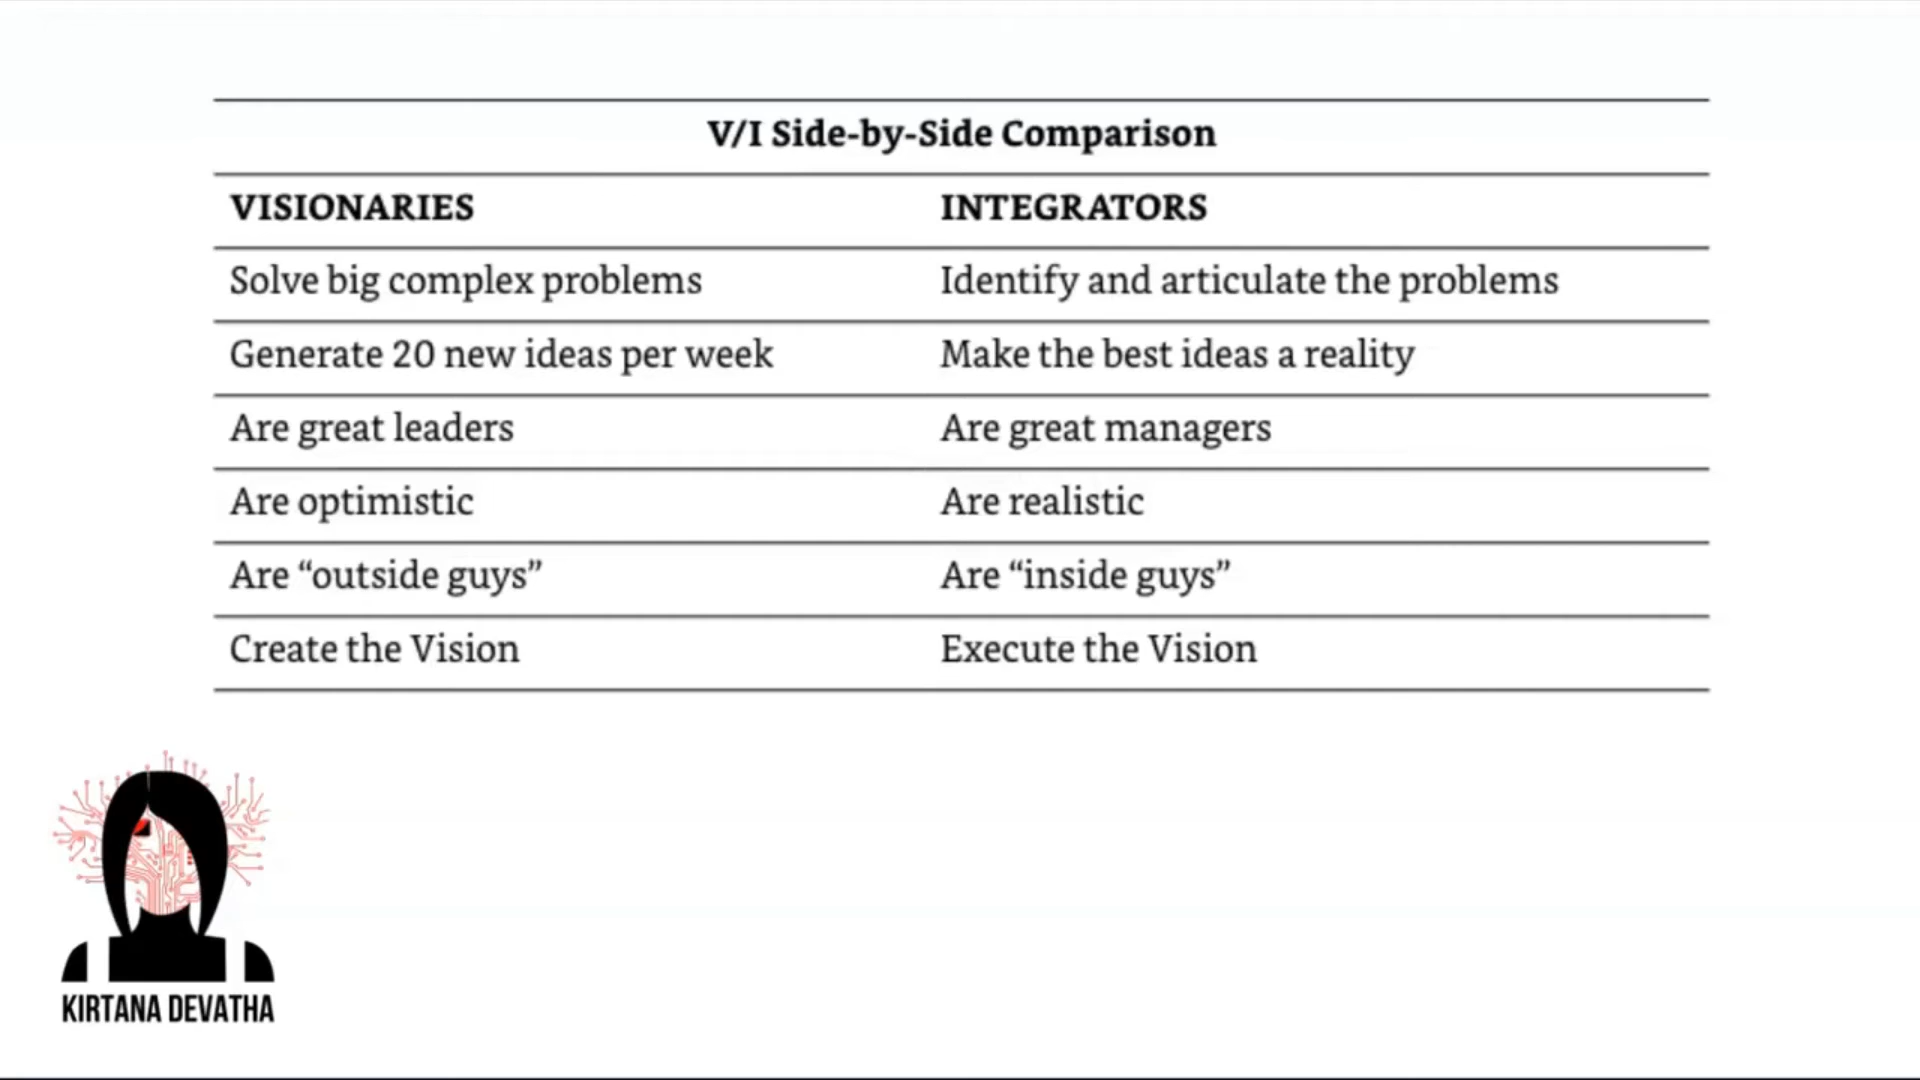 V/I Side-by-Side Comparison
VISIONARIES INTEGRATORS
Solve big complex problems Identify and articulate the problems
Generate 20 new ideas per week Make the best ideas a reality
Are great leaders Are great managers
Are optimistic Are realistic
Are “outside guys” Are “inside guys”
Create the Vision Execute the Vision
KIRTANA DEVATHA